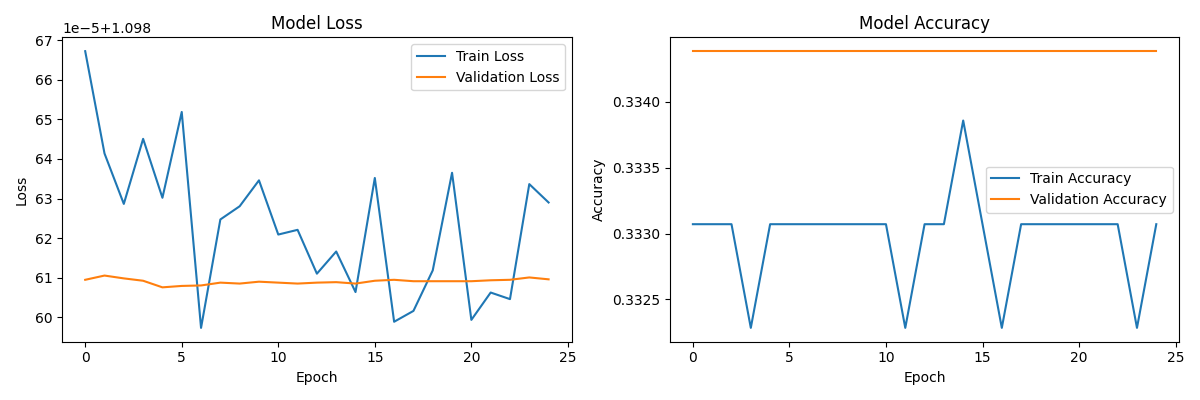 Model Loss
1e-5+1.098
67
66
65
64
63
62
61
60
Loss
0
5
10
15
20
25
Epoch
Train Loss
Validation Loss
Model Accuracy
0.3340
0.3335
0.3330
0.3325
Accuracy
0
5
10
15
20
25
Epoch
Train Accuracy
Validation Accuracy